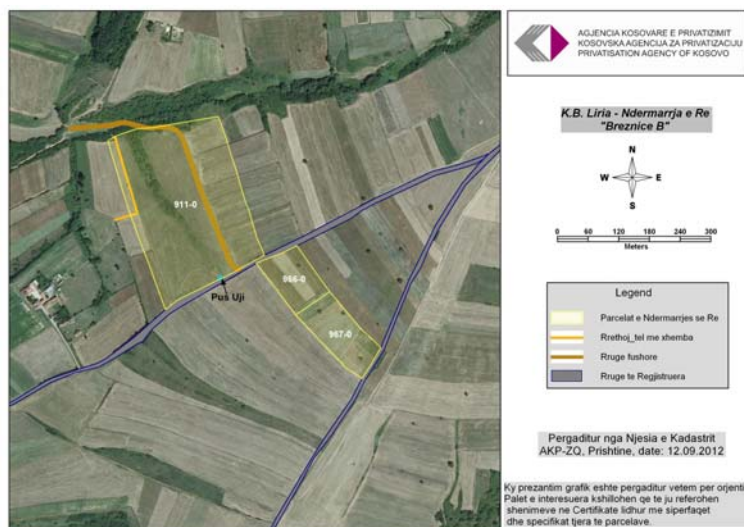 AGJENCIA KOSOVARE E PRIVATIZIMIT
KOSOVSKA AGENCIJA ZA PRIVATIZACIJU
PRIVATISATION AGENCY OF KOSOVO
K.B. Liria - Ndermarrja e Re
"Breznice B"
N
W E
S
0 30 60 120 180 240 300
Meters
Legend
Parcelat e Ndermarrjes se Re
Rrethoj_tel me xhemba
Rruge fushore
Rruge te Regjistruera
911-0
966-0
967-0
Pus Uji
Pergaditur nga Njesia e Kadastrit
AKP-ZQ, Prishtine, date: 12.09.2012
Ky prezantim grafik eshte pergaditur vetem per orjenti
Palet e interesuera kshillohen qe te ju referohen
shenimeve ne Certifikate lidhur me siperfaqet
dhe specifikat tjera te parcelave.